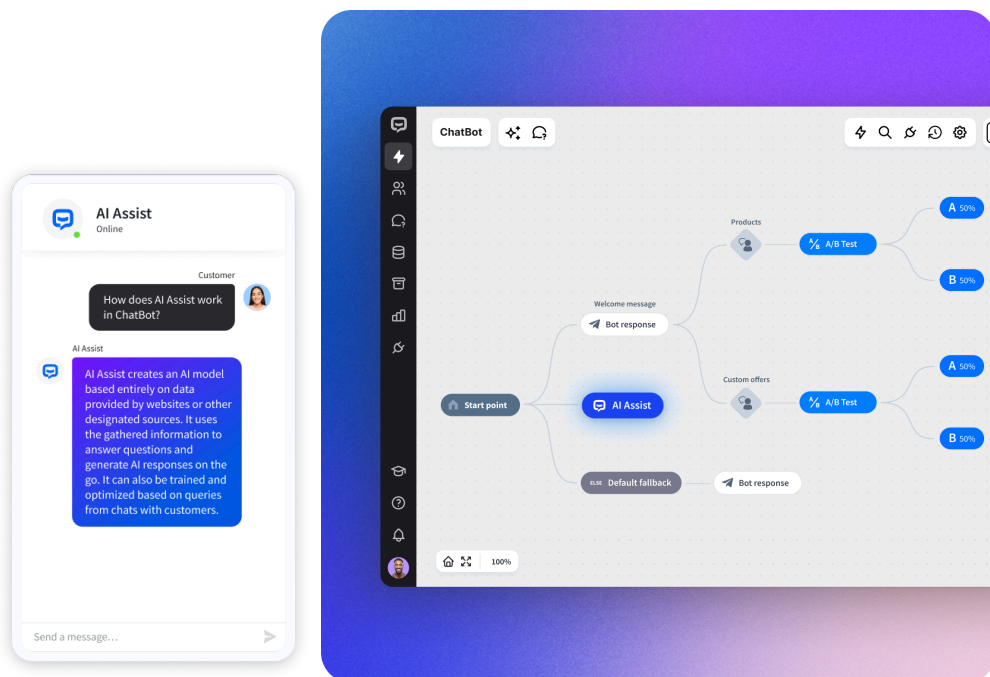 AI Assist
Online
Customer
How does AI Assist work
in ChatBot?
AI Assist
AI Assist creates an AI model
based entirely on data
provided by websites or other
designated sources. It uses
the gathered information to
answer questions and
generate AI responses on the
go. It can also be trained and
optimized based on queries
from chats with customers.
Send a message...
ChatBot
Products
A/B A/B Test
A 50%
B 50%
Welcome message
Bot response
Start point
AI Assist
Custom offers
A/B A/B Test
A 50%
B 50%
ELSE Default fallback
Bot response
100%